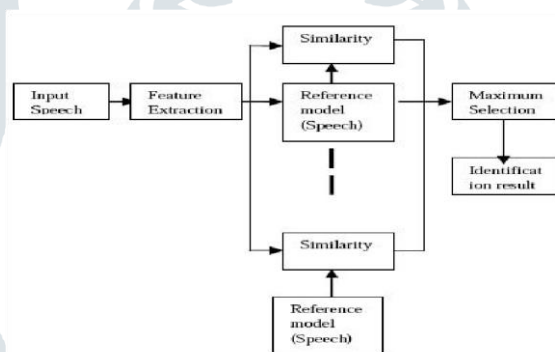 Similarity
Input
Speech
Feature
Extraction
Reference
model
(Speech)
Maximum
Selection
Identificat
ion result
Similarity
Reference
model
(Speech)